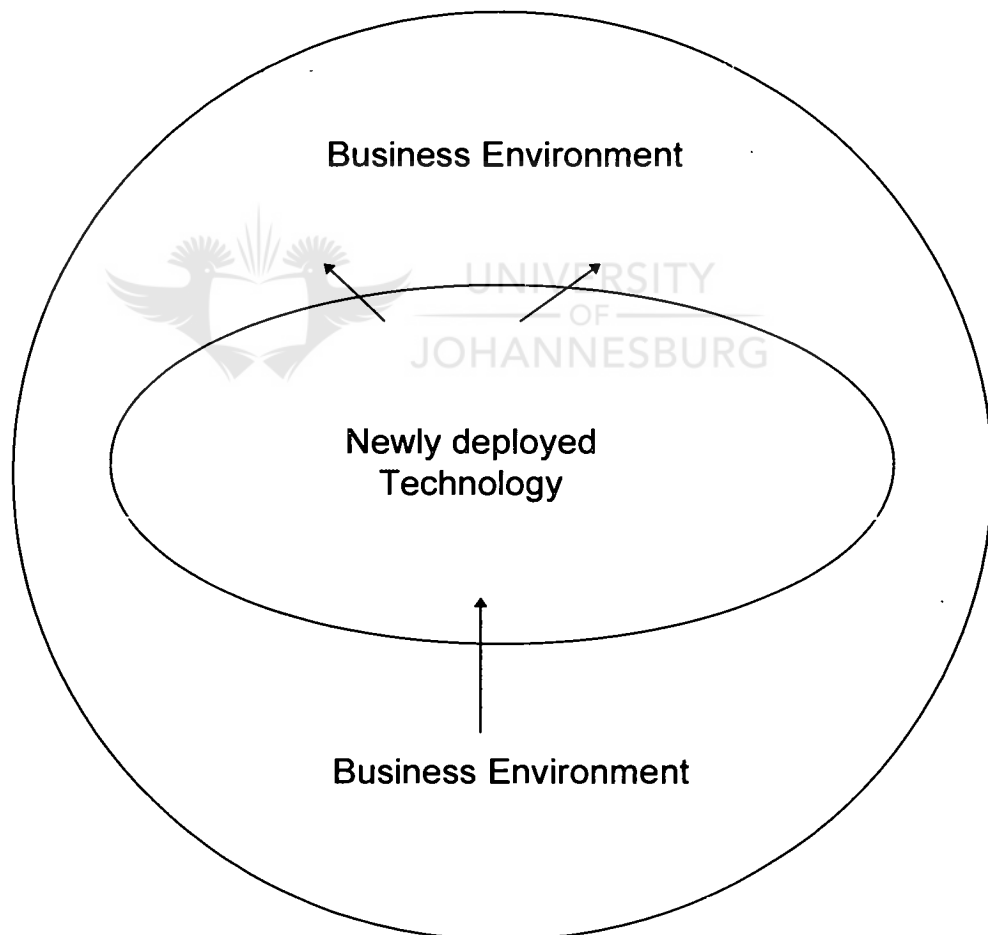 Business Environment
UNIVERSITY
OF
JOHANNESBURG
Newly deployed
Technology
Business Environment